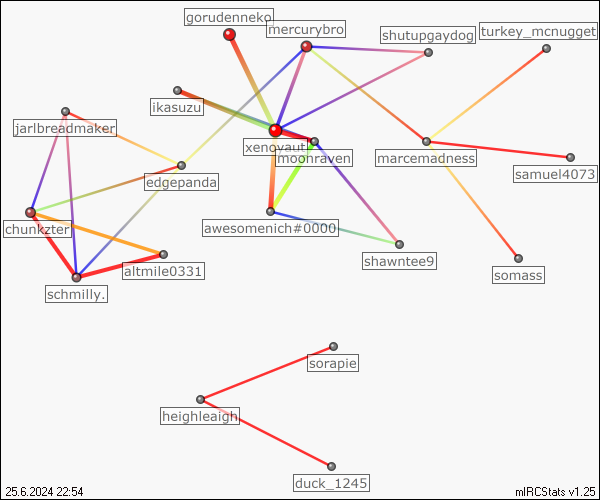 gorudenneko
mercurybro
turkey_mcnugget
shutupgaydog
ikasuzu
jarlbreadmaker
xenoyaut
moonraven
marcemadness
samuel4073
edgepanda
chunkzter
awesomenich#0000
shawntee9
altmile0331
somass
schmilly.
sorapie
heighleaigh
duck_1245
25.6.2024 22:54
mIRCStats v1.25